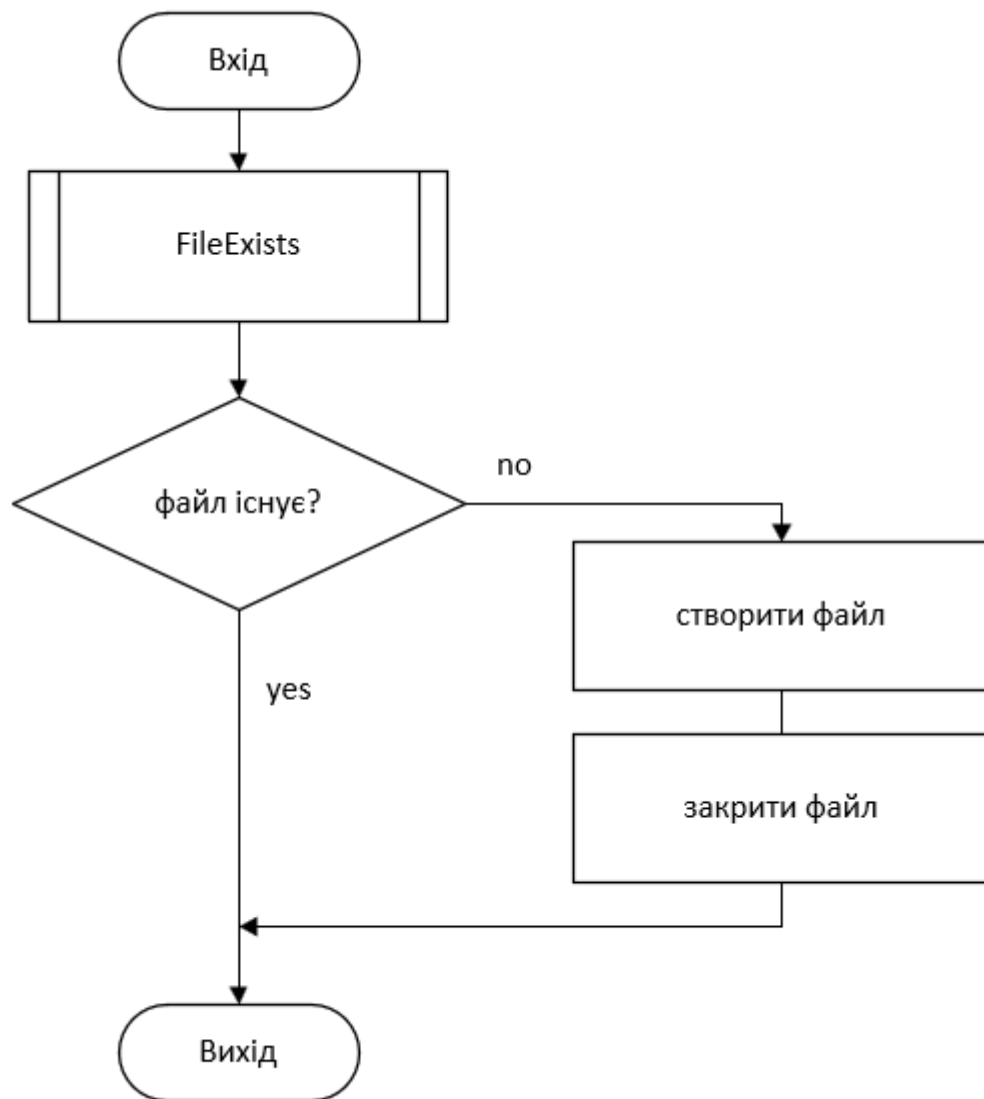 Вхід
FileExists
файл існує?
no
створити файл
yes
закрити файл
Вихід